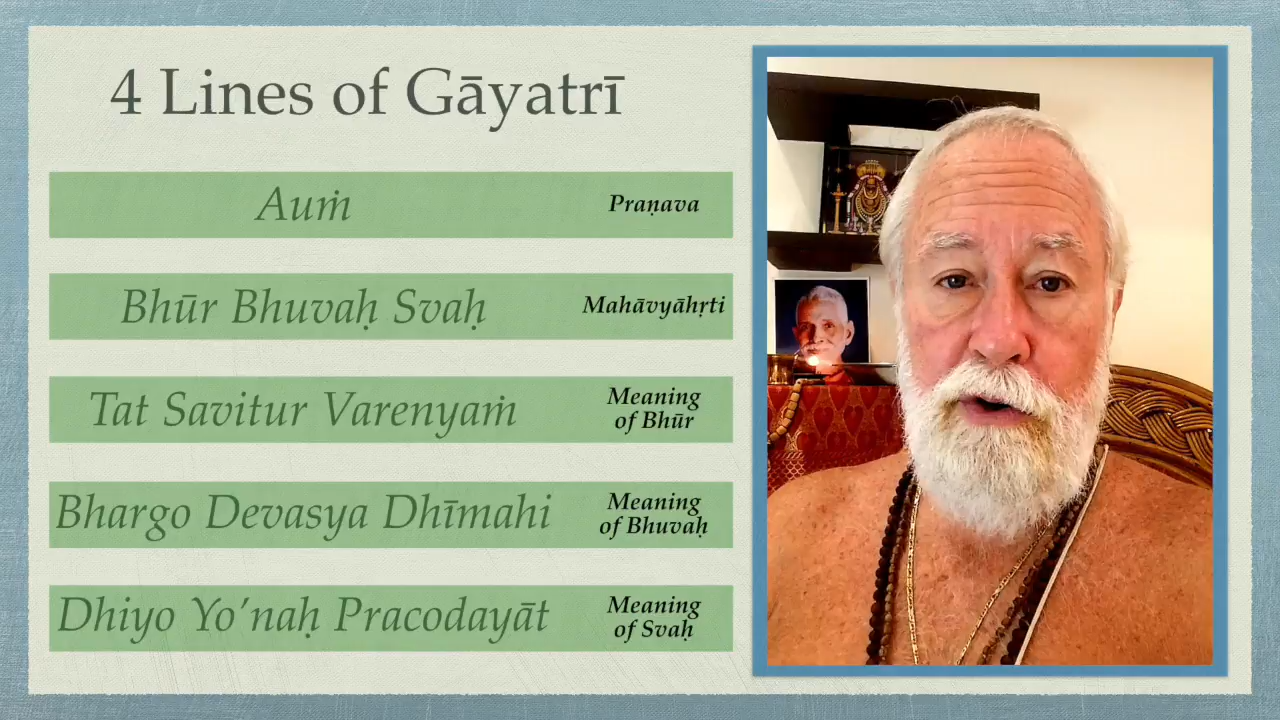 4 Lines of Gāyatrī
Auṁ
Praṇava
Bhūr Bhuvaḥ Svaḥ
Mahāvyāhṛti
Tat Savitur Varenyaṁ
Meaning
of Bhūr
Bhargo Devasya Dhīmahi
Meaning
of Bhuvaḥ
Dhiyo Yo’naḥ Pracodayāt
Meaning
of Svaḥ